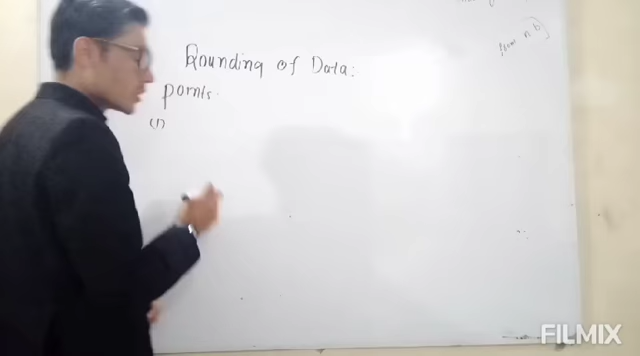 Rounding of Data:
points.
(1)
FILMIX